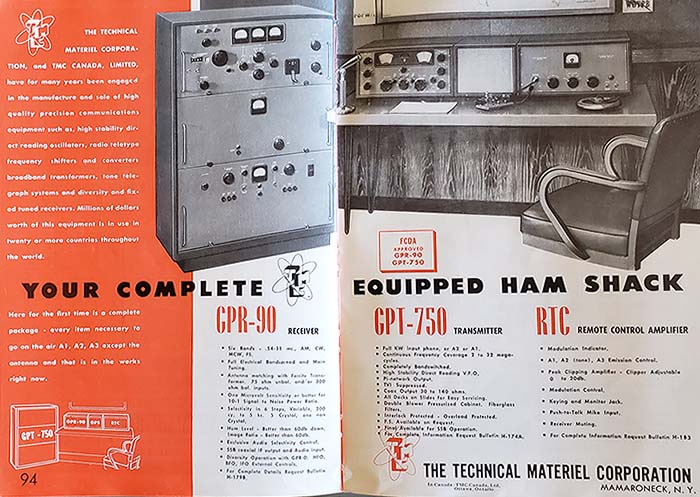 THE TECHNICAL
MATERIEL CORPORA-
TION, and TMC CANADA, LIMITED,
have for many years been engaged
in the manufacture and sale of high
quality precision communications
equipment such as, high stability dir-
ect reading oscillators, radio teletype
frequency shifters and converters
broadband transformers, tone tele-
graph systems and diversity and fix-
ed tuned receivers. Millions of dollars
worth of this equipment is in use in
twenty or more countries throughout
the world.
FCDA
APPROVED
GPR-90
GPT-750
YOUR COMPLETE TMC EQUIPPED HAM SHACK
Here for the first time is a complete
package - every item necessary to
go on the air A1, A2, A3 except the
antenna and that is in the works
right now.
GPT-750
GPR-90
RTC
94
GPR-90 RECEIVER
• Six Bands - .54-31 mc, AM, CW,
MCW, FS.
• Full Electrical Bandspread and Main
Tuning.
• Antenna matching with Ferrite Transformer.
75 ohm unbal. and/or 300
ohm bal. inputs.
• One Microvolt Sensitivity or better for
10:1 Signal to Noise Power Ratio.
• Selectivity in 6 Steps, Variable, 200
cy. to 5 kc. 5 Crystal, one non
Crystal.
• Hum Level - Better than 60db down,
Image Ratio - Better than 60db.
• Exclusive Audio Selectivity Control.
• SSB coaxial IF output and Audio input.
• Diversity Operation with GPR-D. HFO,
BFO, IFO External Controls.
• For Complete Details Request Bulletin
M-179B.
GPT-750 TRANSMITTER
• Full KW input phone, or A3 or A1.
• Continuous Frequency Coverage 2 to 32 mega-
cycles.
• Completely Bandswitched.
• High Stability Direct Reading V.F.O.
• Pi-network Output.
• TVI Suppressed.
• Coax Output 50 to 140 ohms.
• All Decks on Slides for Easy Servicing.
• Double Blower Pressurized Cabinet, Fiberglass
Filters.
• Interlock Protected - Overload Protected.
• P.S. Available on Request.
• Final Available for SSB Operation.
• For Complete Information Request Bulletin M-174A.
RTC REMOTE CONTROL AMPLIFIER
• Modulation Indicator.
• A1, A2 (tone), A3 Emission Control.
• Peak Clipping Amplifier - Clipper Adjustable
0 to 20db.
• Modulation Control.
• Keying and Monitor Jack.
• Push-to-Talk Mike Input.
• Receiver Muting.
• For Complete Information Request Bulletin M-185
THE TECHNICAL MATERIEL CORPORATION
In Canada TMC Canada, Ltd.
Ottawa, Ontario
MAMARONECK, N. Y.